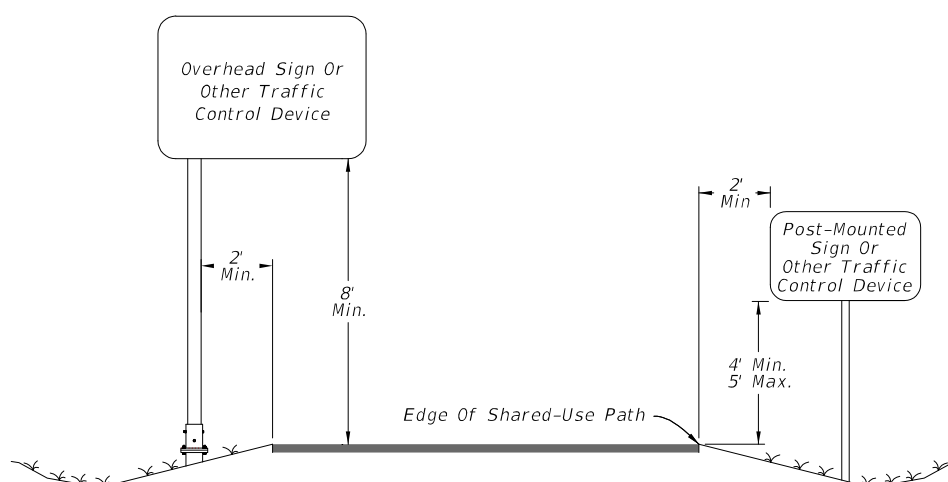 Overhead Sign Or
Other Traffic
Control Device
2'
Min
Post-Mounted
Sign Or
Other Traffic
Control Device
2'
Min.
8'
Min.
4' Min.
5' Max.
Edge Of Shared-Use Path